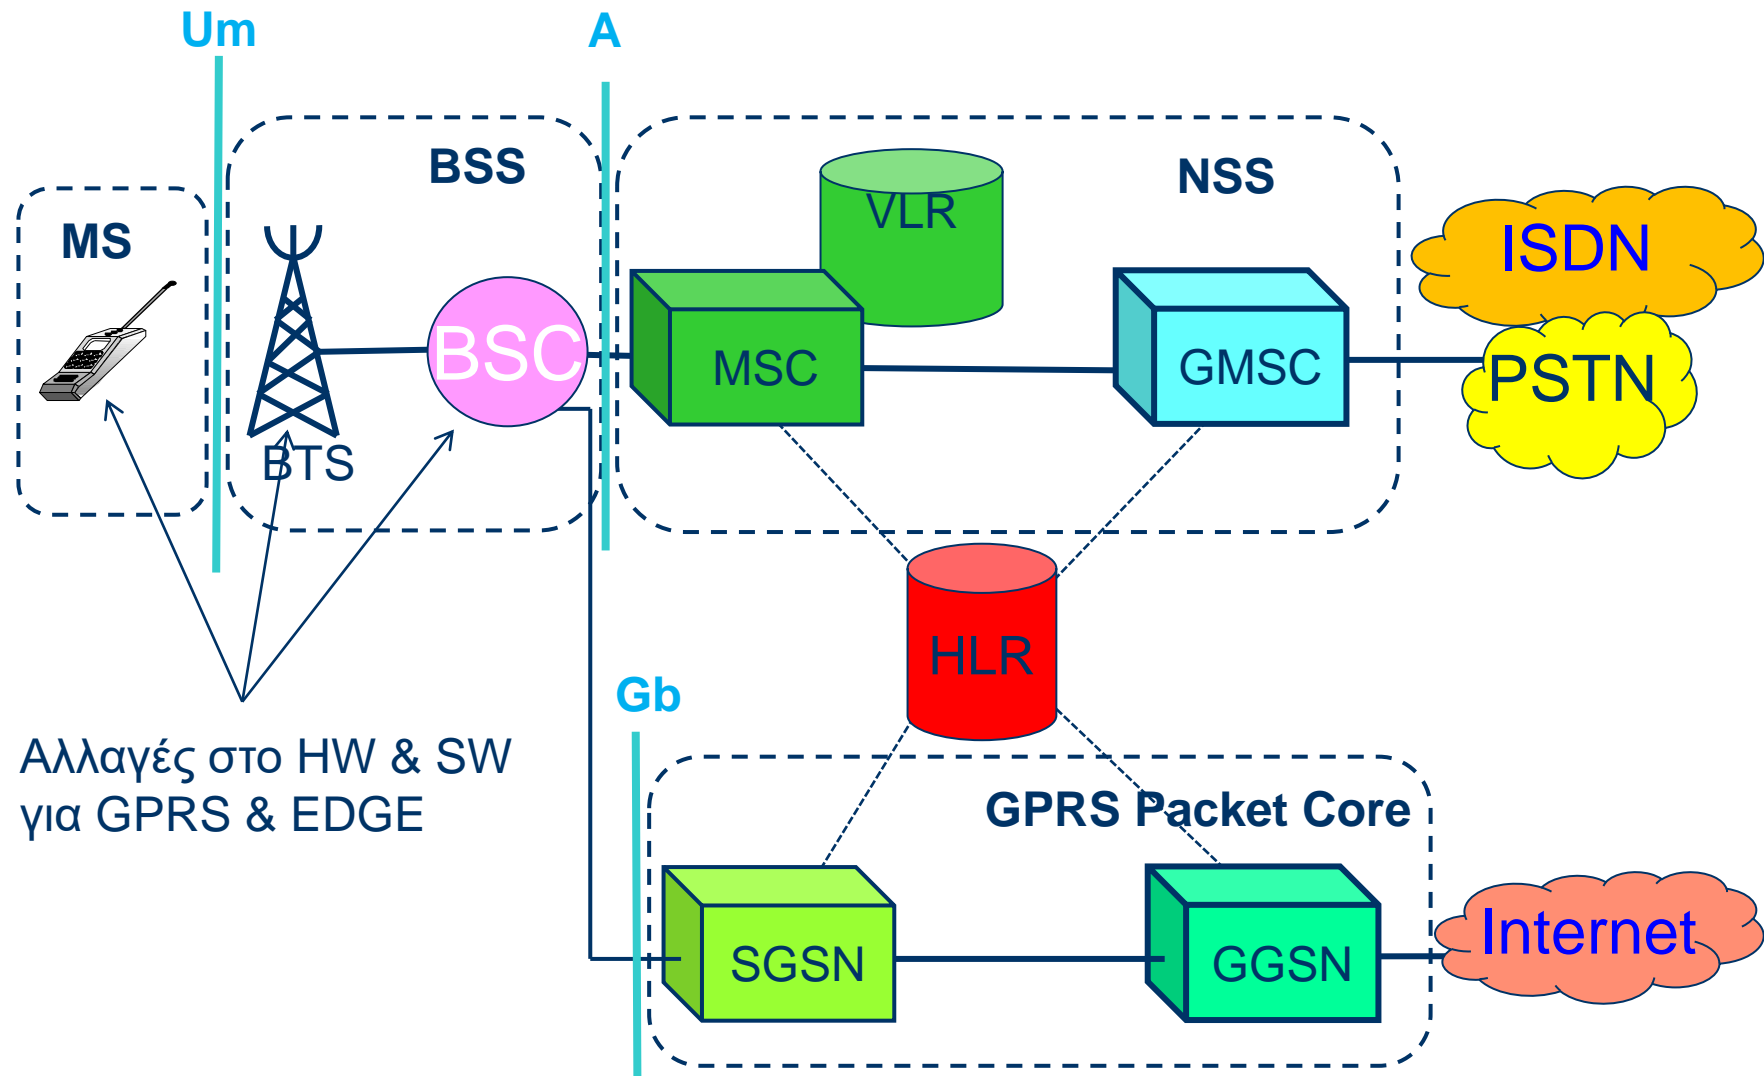 Um
A
BSS
NSS
VLR
MS
ISDN
BSC
MSC
GMSC
PSTN
BTS
HLR
Gb
Αλλαγές στο HW & SW
για GPRS & EDGE
GPRS Packet Core
SGSN
GGSN
Internet